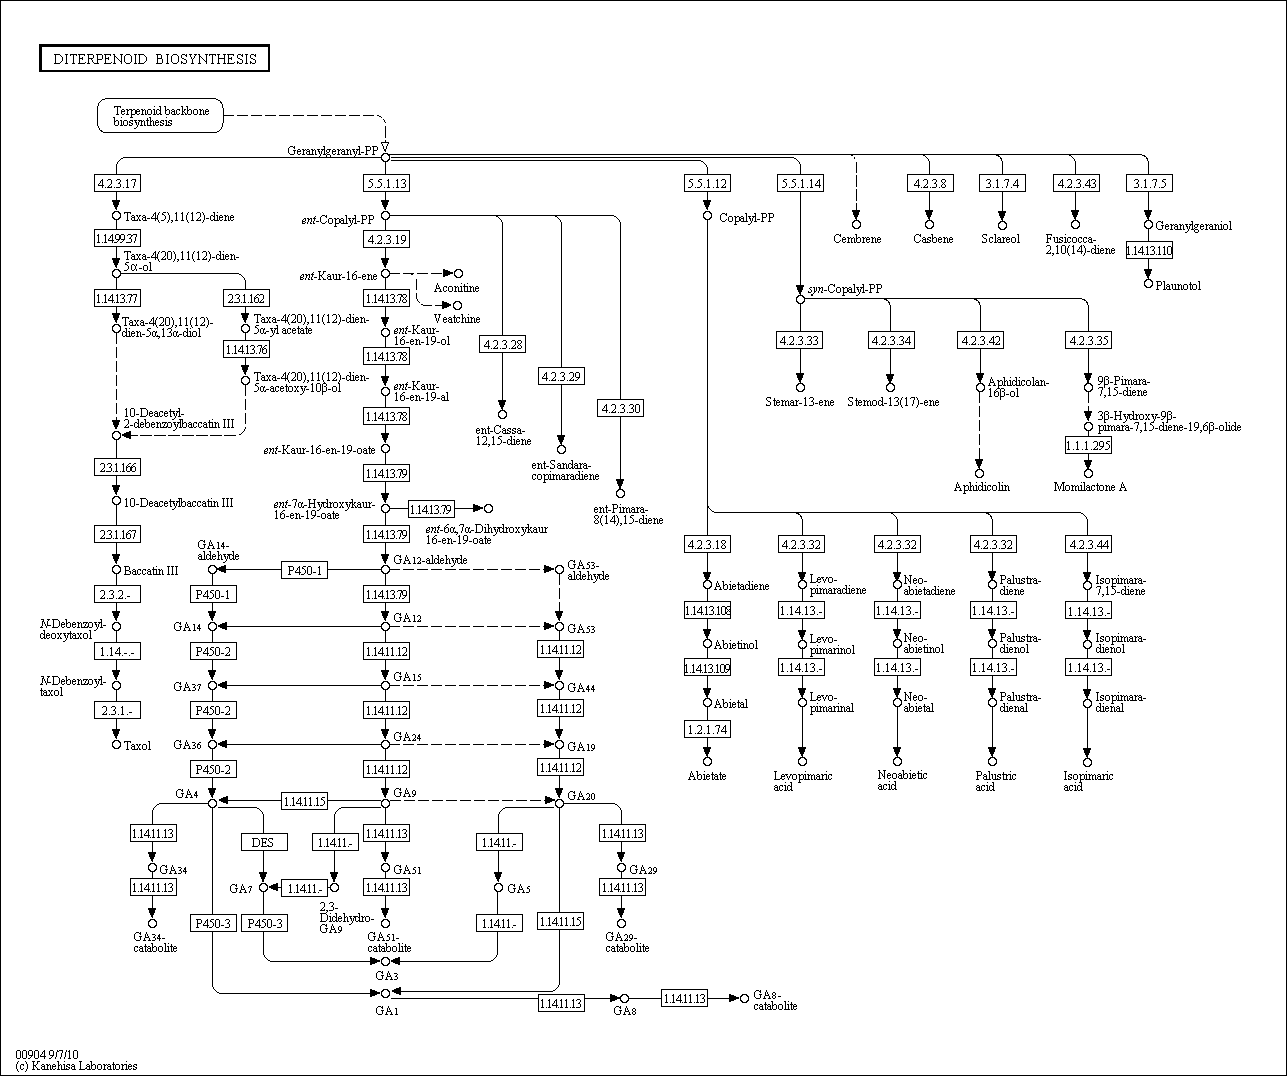 DITERPENOID BIOSYNTHESIS
Terpenoid backbone
biosynthesis
Geranylgeranyl-PP
4.2.3.17
5.5.1.13
5.5.1.12
5.5.1.14
4.2.3.8
3.1.7.4
4.2.3.43
3.1.7.5
Taxa-4(5),11(12)-diene
ent-Copalyl-PP
Copalyl-PP
Cembrene
Casbene
Sclareol
Fusicocca-
2,10(14)-diene
Geranylgeraniol
1.14.99.37
4.2.3.19
1.14.13.110
Taxa-4(20),11(12)-dien-
5α-ol
ent-Kaur-16-ene
Aconitine
syn-Copalyl-PP
Plaunotol
1.14.13.77
2.3.1.162
1.14.13.78
Veatchine
Taxa-4(20),11(12)-
dien-5α,13α-diol
Taxa-4(20),11(12)-dien-
5α-yl acetate
ent-Kaur-
16-en-19-ol
1.14.13.76
1.14.13.78
4.2.3.28
4.2.3.33
4.2.3.34
4.2.3.42
4.2.3.35
Taxa-4(20),11(12)-dien-
5α-acetoxy-10β-ol
ent-Kaur-
16-en-19-al
4.2.3.29
Stemar-13-ene
Stemod-13(17)-ene
Aphidicolan-
16β-ol
9β-Pimara-
7,15-diene
10-Deacetyl-
2-debenzoylbaccatin III
1.14.13.78
ent-Cassa-
12,15-diene
4.2.3.30
3β-Hydroxy-9β-
pimara-7,15-diene-19,6β-olide
ent-Kaur-16-en-19-oate
ent-Sandara-
copimaradiene
1.1.1.295
2.3.1.166
1.14.13.79
Aphidicolin
Momilactone A
10-Deacetylbaccatin III
ent-7α-Hydroxykaur-
16-en-19-oate
1.14.13.79
ent-6α,7α-Dihydroxykaur
16-en-19-oate
ent-Pimara-
8(14),15-diene
2.3.1.167
1.14.13.79
4.2.3.18
4.2.3.32
4.2.3.32
4.2.3.32
4.2.3.44
GA14-
aldehyde
P450-1
GA12-aldehyde
GA53-
aldehyde
Baccatin III
Abietadiene
Levo-
pimaradiene
Neo-
abietadiene
Palustra-
diene
Isopimara-
7,15-diene
2.3.2.-
P450-1
1.14.13.79
1.14.13.108
1.14.13.-
1.14.13.-
1.14.13.-
1.14.13.-
N-Debenzoyl-
deoxytaxol
GA14
GA12
GA53
Abietinol
Levo-
pimarinol
Neo-
abietinol
Palustra-
dienol
Isopimara-
dienol
1.14.-.-
P450-2
1.14.11.12
1.14.11.12
1.14.13.109
1.14.13.-
1.14.13.-
1.14.13.-
1.14.13.-
N-Debenzoyl-
taxol
GA37
GA15
GA44
Abietal
Levo-
pimarinal
Neo-
abietal
Palustra-
dienal
Isopimara-
dienal
2.3.1.-
P450-2
1.14.11.12
1.14.11.12
1.2.1.74
Taxol
GA36
GA24
GA19
P450-2
1.14.11.12
1.14.11.12
Abietate
Levopimaric
acid
Neoabietic
acid
Palustric
acid
Isopimaric
acid
GA4
1.14.11.15
GA9
GA20
1.14.11.13
DES
1.14.11.-
1.14.11.13
1.14.11.-
1.14.11.13
GA34
GA51
GA29
1.14.11.13
GA7
1.14.11.-
1.14.11.13
GA5
1.14.11.13
2,3-
Didehydro-
GA9
P450-3
P450-3
1.14.11.-
1.14.11.15
GA34-
catabolite
GA51-
catabolite
GA29-
catabolite
GA3
GA1
1.14.11.13
GA8
1.14.11.13
GA8-
catabolite
00904 9/7/10
(c) Kanehisa Laboratories